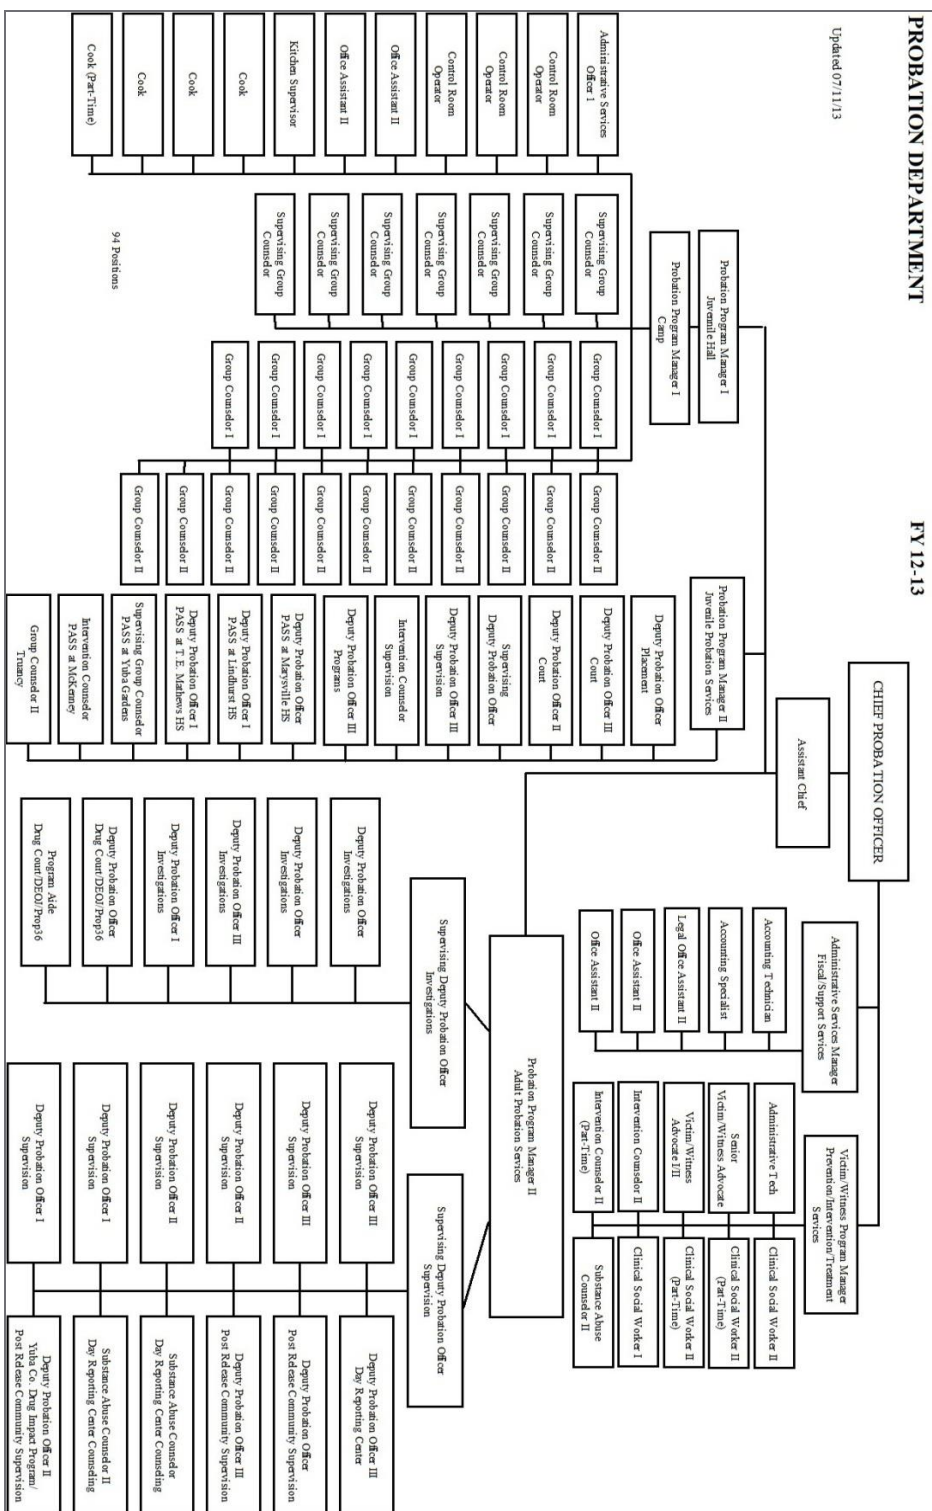 PROBATION DEPARTMENT
FY 12-13
Updated 07/11/13
CHIEF PROBATION OFFICER
Assistant Chief
Administrative Services Manager
Fiscal/Support Services
Victim/Witness Program Manager
Prevention/Intervention/Treatment
Services
Probation Program Manager I
Juvennile Hall
Probation Program Manager I
Camp
Probation Program Manager II
Juvenile Probation Services
Accounting Technician
Accounting Specialist
Legal Office Assistant II
Office Assistant II
Office Assistant II
Administrative Tech
Senior
Victim/Witness Advocate
Victim/Witness
Advocate I/II
Intervention Counselor II
Intervention Counselor II
(Part-Time)
Clinical Social Worker II
Clinical Social Worker II
(Part-Time)
Clinical Social Worker II
(Part-Time)
Clinical Social Worker I
Substance Abuse
Counselor II
Administrative Services
Officer I
Control Room
Operator
Control Room
Operator
Control Room
Operator
Office Assistant II
Office Assistant II
Kitchen Supervisor
Cook
Cook
Cook
Cook (Part-Time)
Supervising Group
Counselor
Supervising Group
Counselor
Supervising Group
Counselor
Supervising Group
Counselor
Supervising Group
Counselor
Supervising Group
Counselor
Supervising Group
Counselor
Group Counselor I
Group Counselor I
Group Counselor I
Group Counselor I
Group Counselor I
Group Counselor I
Group Counselor I
Group Counselor I
Group Counselor I
Group Counselor II
Group Counselor II
Group Counselor II
Group Counselor II
Group Counselor II
Group Counselor II
Group Counselor II
Group Counselor II
Group Counselor II
Group Counselor II
Group Counselor II
Deputy Probation Officer
Placement
Deputy Probation Officer III
Court
Deputy Probation Officer II
Court
Supervising
Deputy Probation Officer
Deputy Probation Officer III
Supervision
Intervention Counselor
Supervision
Deputy Probation Officer III
Programs
Deputy Probation Officer
PASS at Marysville HS
Deputy Probation Officer I
PASS at Lindhurst HS
Deputy Probation Officer I
PASS at T.E. Mathews HS
Supervising Group Counselor
PASS at Yuba Gardens
Intervention Counselor
PASS at McKenney
Group Counselor II
Truancy
Probation Program Manager II
Adult Probation Services
Supervising Deputy Probation Officer
Investigations
Supervising Deputy Probation Officer
Supervision
Deputy Probation Officer
Investigations
Deputy Probation Officer
Investigations
Deputy Probation Officer III
Investigations
Deputy Probation Officer I
Investigations
Deputy Probation Officer
Drug Court/DEOJ/Prop36
Program Aide
Drug Court/DEOJ/Prop36
Deputy Probation Officer III
Supervision
Deputy Probation Officer III
Supervision
Deputy Probation Officer II
Supervision
Deputy Probation Officer II
Supervision
Deputy Probation Officer I
Supervision
Deputy Probation Officer I
Supervision
Deputy Probation Officer III
Day Reporting Center
Deputy Probation Officer
Post Release Community Supervision
Deputy Probation Officer III
Post Release Community Supervision
Substance Abuse Counselor
Day Reporting Center Counseling
Substance Abuse Counselor II
Day Reporting Center Counseling
Deputy Probation Officer II
Yuba Co. Drug Impact Program/
Post Release Community Supervision
94 Positions